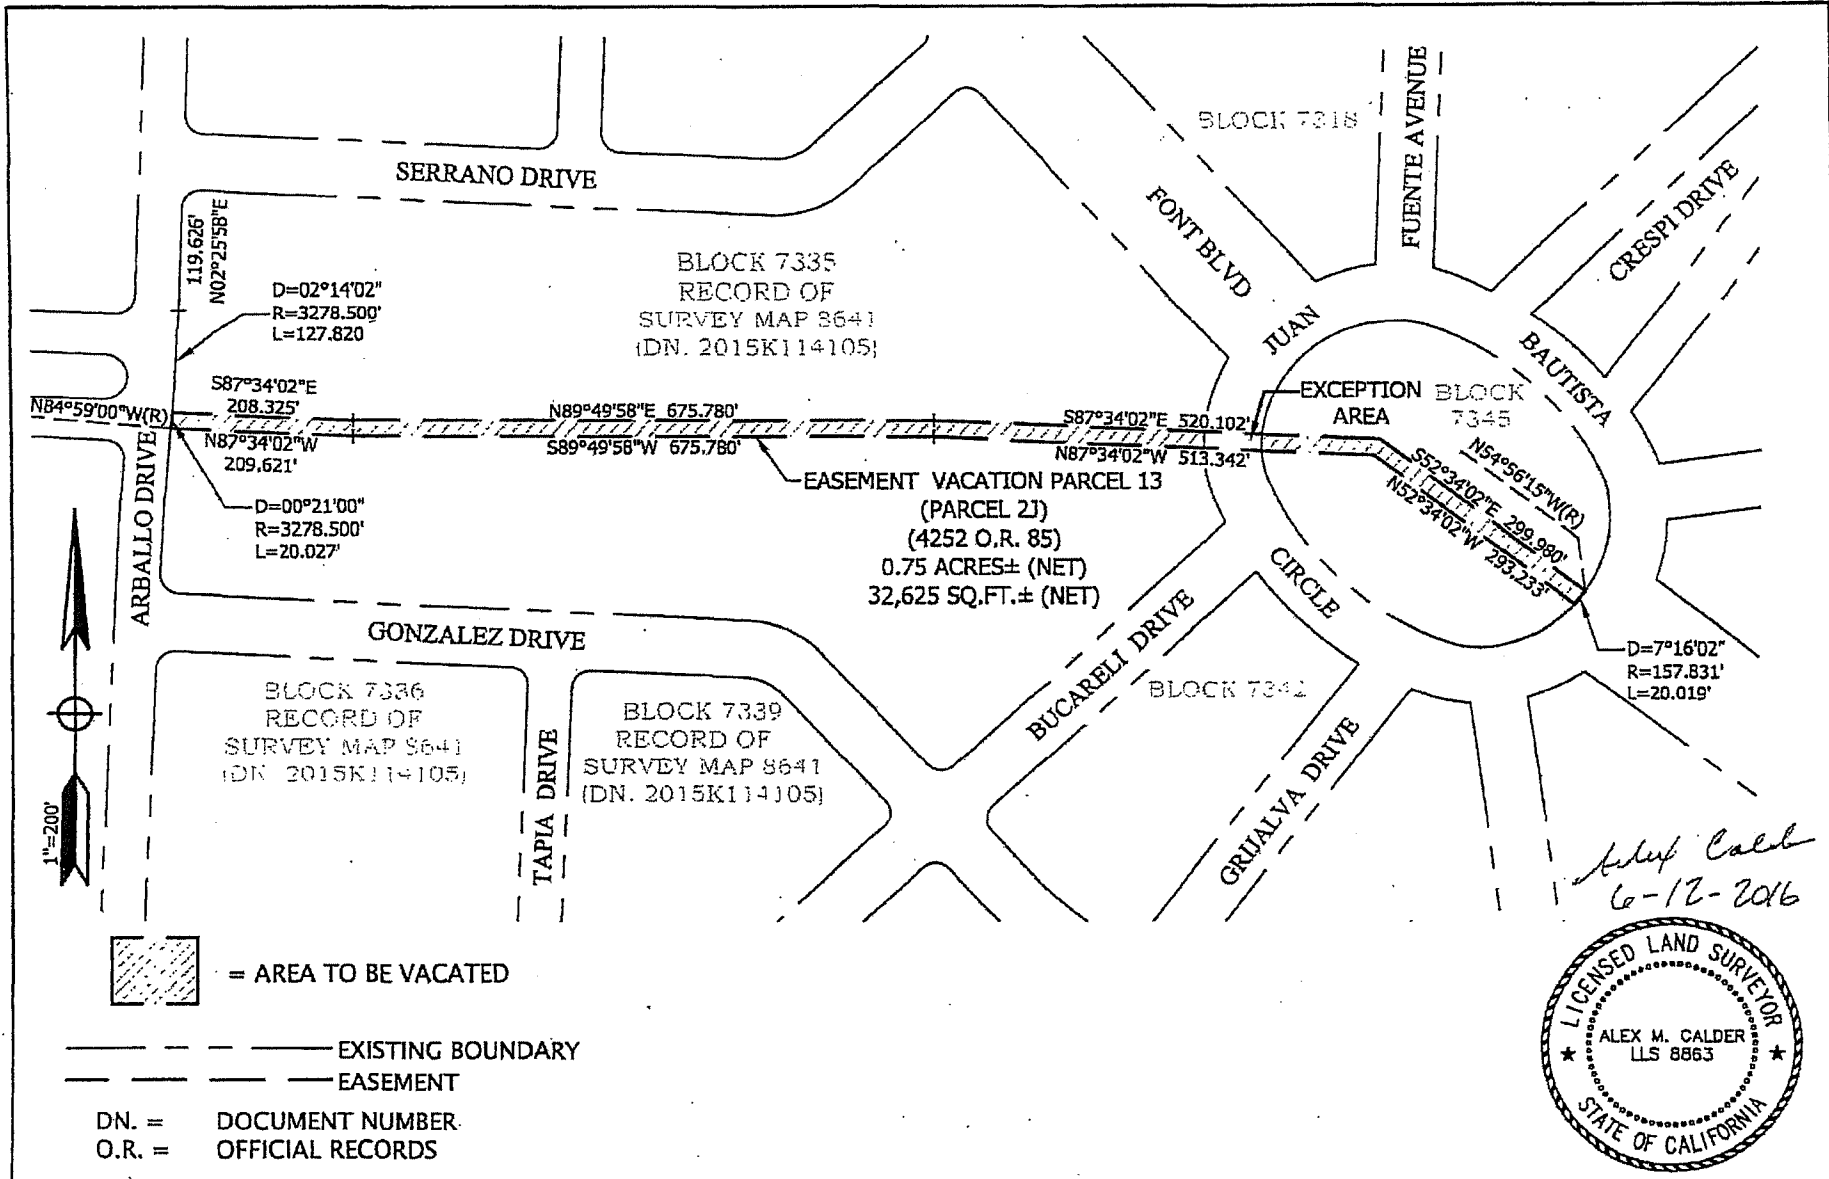 BLOCK 7318
FUENTE AVENUE
CRESPI DRIVE
SERRANO DRIVE
FONT BLVD
119.626'
N02°25'58"E
BLOCK 7335
RECORD OF
SURVEY MAP 8641
(DN. 2015K114105)
D=02°14'02"
R=3278.500'
L=127.820
JUAN
BAUTISTA
S87°34'02"E
208.325'
N84°59'00"W(R)
N89°49'58"E 675.780'
S87°34'02"E 520.102'
EXCEPTION
AREA
BLOCK
7345
N87°34'02"W
209.621'
S89°49'58"W 675.780'
N87°34'02"W 513.342'
N54°56'15"W(R)
S52°34'02"E 299.980'
N52°34'02"W 293.233'
EASEMENT VACATION PARCEL 13
(PARCEL 2J)
(4252 O.R. 85)
0.75 ACRES± (NET)
32,625 SQ.FT.± (NET)
D=00°21'00"
R=3278.500'
L=20.027'
ARBALLO DRIVE
CIRCLE
GONZALEZ DRIVE
BUCARELI DRIVE
D=7°16'02"
R=157.831'
L=20.019'
BLOCK 7336
RECORD OF
SURVEY MAP 8641
(DN 2015K114105)
BLOCK 7339
RECORD OF
SURVEY MAP 8641
(DN. 2015K114105)
BLOCK 7342
TAPIA DRIVE
GRIJALVA DRIVE
1"=200'
Alex Calder
6-12-2016
= AREA TO BE VACATED
EXISTING BOUNDARY
EASEMENT
DN. = DOCUMENT NUMBER
O.R. = OFFICIAL RECORDS
LICENSED LAND SURVEYOR
ALEX M. CALDER
LLS 8863
STATE OF CALIFORNIA